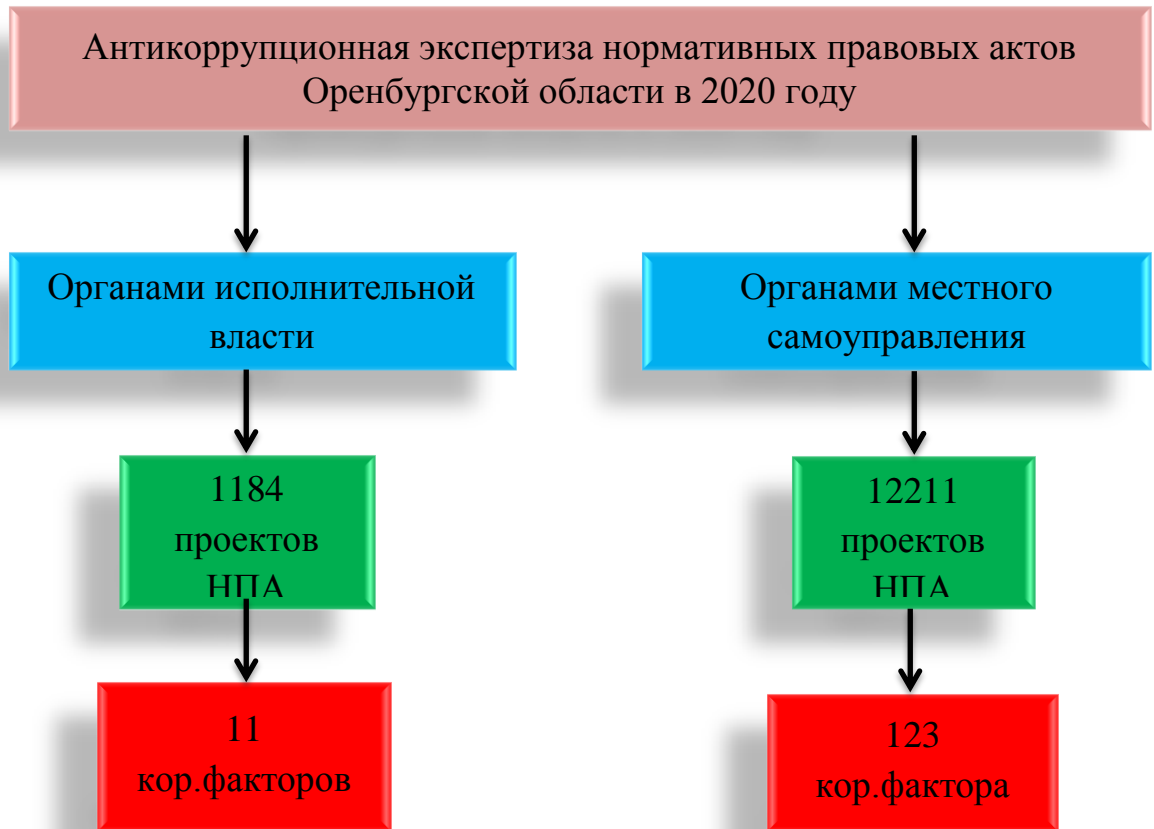 Антикоррупционная экспертиза нормативных правовых актов
Оренбургской области в 2020 году
Органами исполнительной
власти
Органами местного
самоуправления
1184
проектов
НПА
12211
проектов
НПА
11
кор.факторов
123
кор.фактора